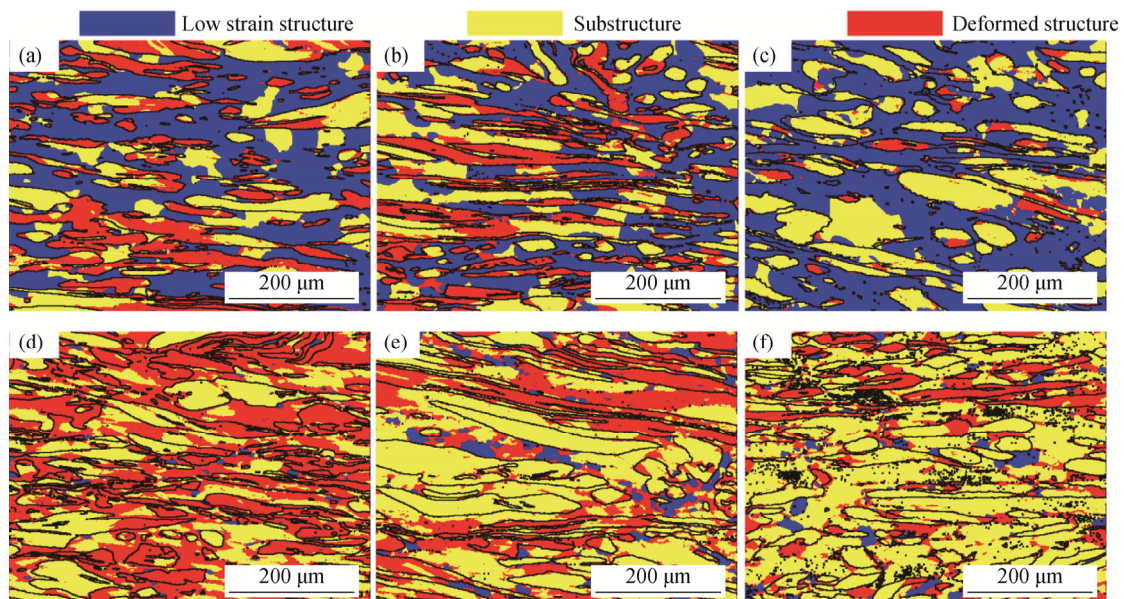 Low strain structure Substructure Deformed structure
(a) (b) (c)
200 μm 200 μm 200 μm
(d) (e) (f)
200 μm 200 μm 200 μm